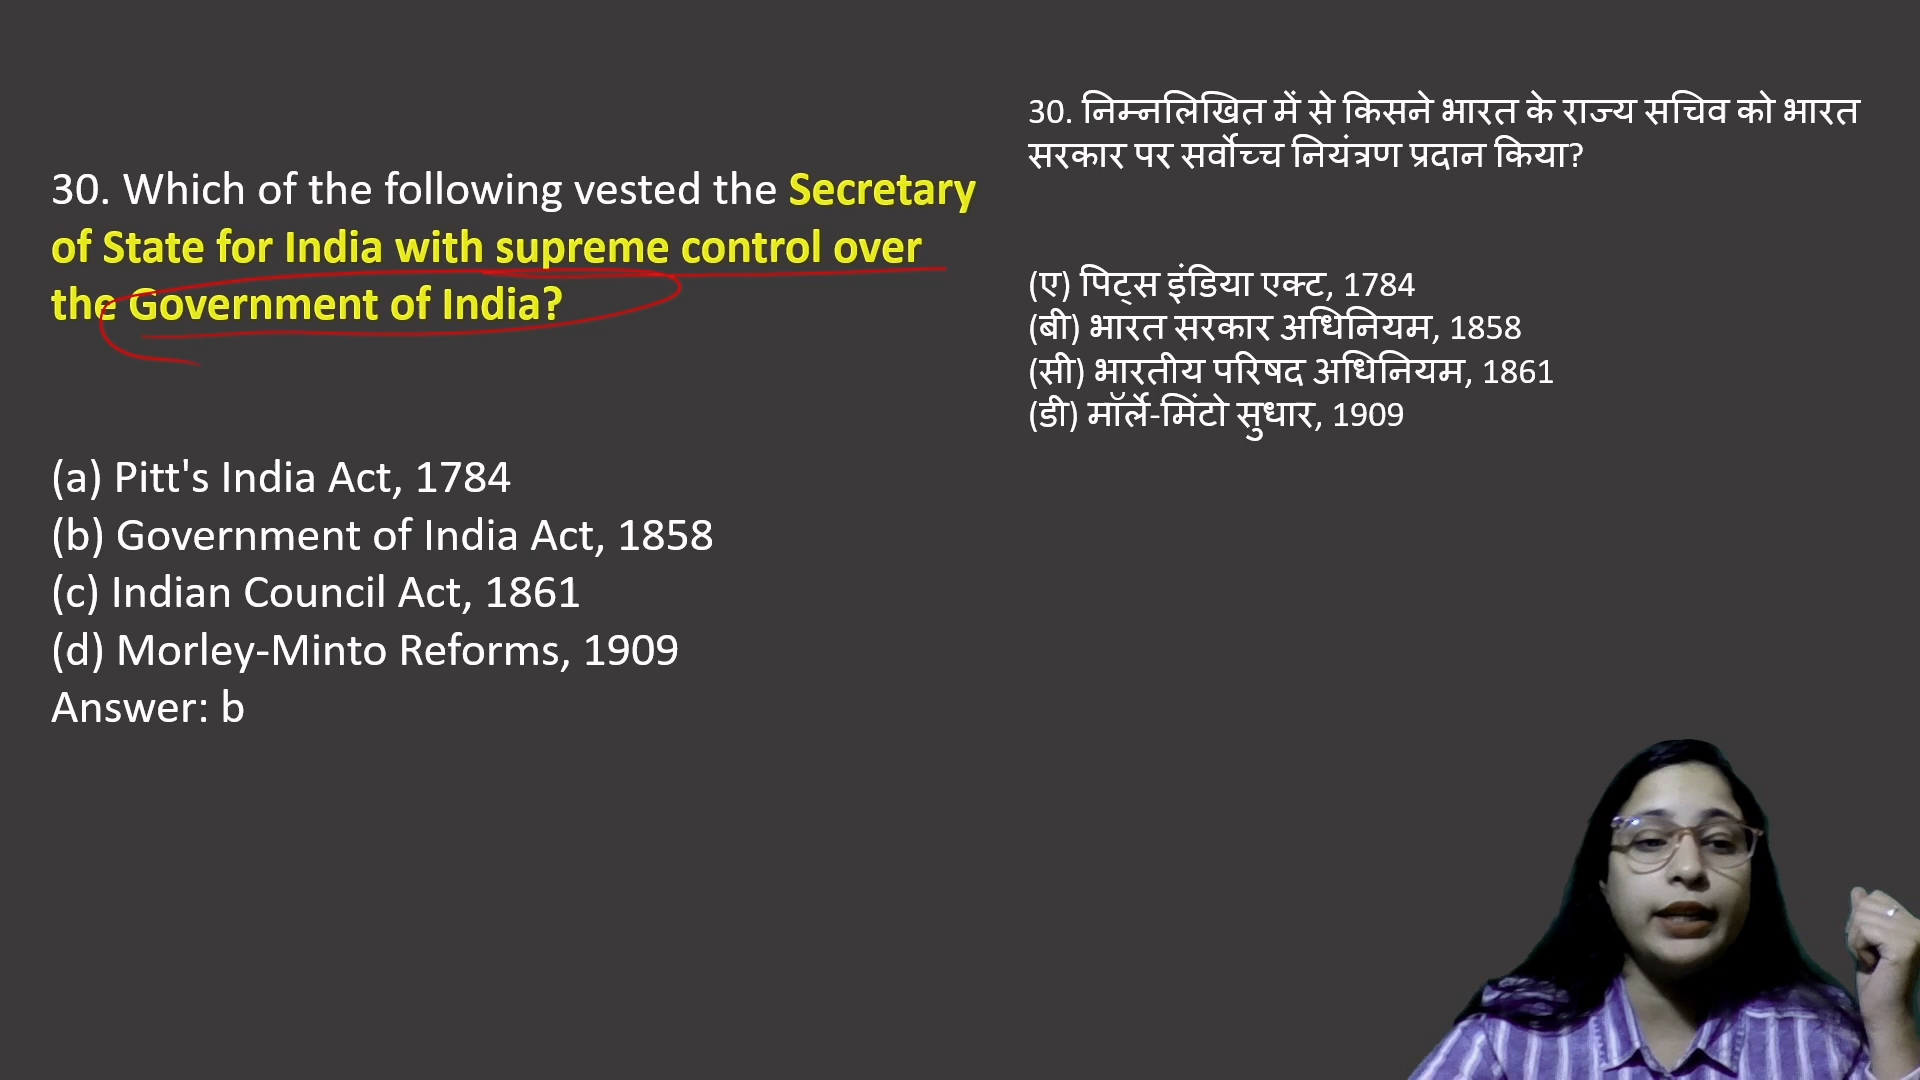 30. Which of the following vested the Secretary
of State for India with supreme control over
the Government of India?
(a) Pitt's India Act, 1784
(b) Government of India Act, 1858
(c) Indian Council Act, 1861
(d) Morley-Minto Reforms, 1909
Answer: b
30. निम्नलिखित में से किसने भारत के राज्य सचिव को भारत
सरकार पर सर्वोच्च नियंत्रण प्रदान किया?
(ए) पिट्स इंडिया एक्ट, 1784
(बी) भारत सरकार अधिनियम, 1858
(सी) भारतीय परिषद अधिनियम, 1861
(डी) मॉर्ले-मिंटो सुधार, 1909